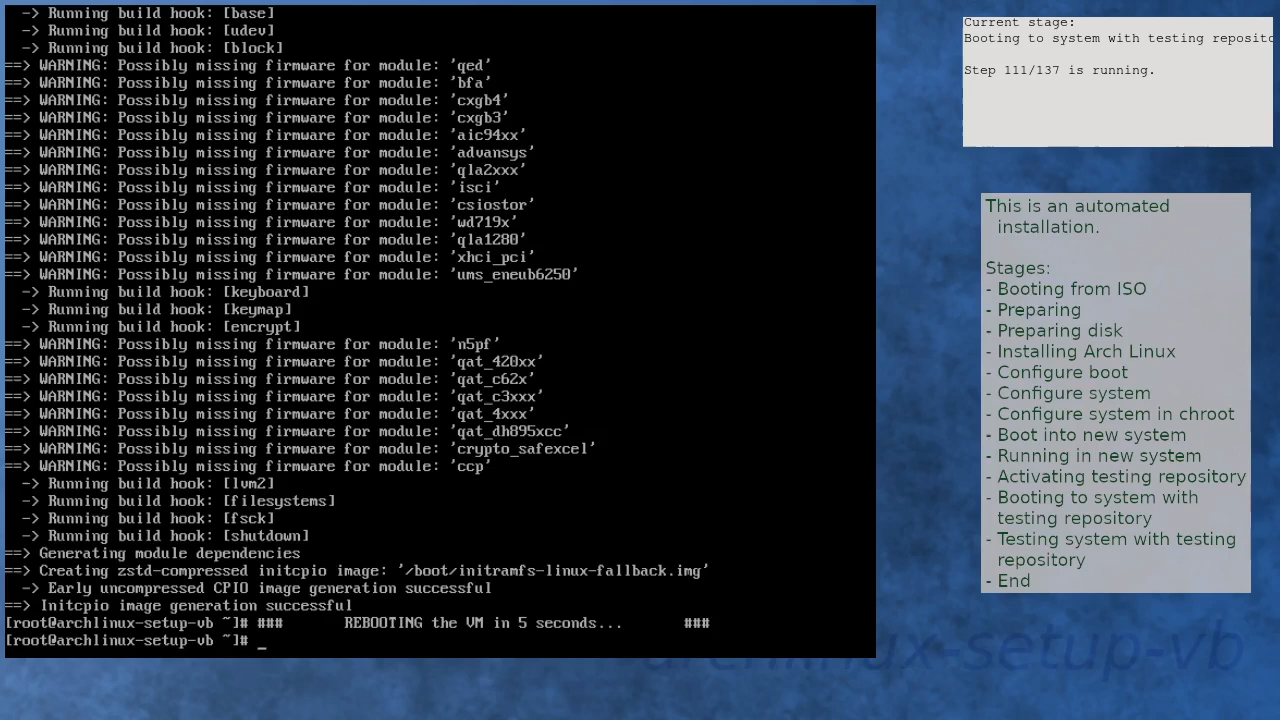 -> Running build hook: [base]
-> Running build hook: [udev]
-> Running build hook: [block]
==> WARNING: Possibly missing firmware for module: 'qed'
==> WARNING: Possibly missing firmware for module: 'bfa'
==> WARNING: Possibly missing firmware for module: 'cxgb4'
==> WARNING: Possibly missing firmware for module: 'cxgb3'
==> WARNING: Possibly missing firmware for module: 'aic94xx'
==> WARNING: Possibly missing firmware for module: 'advansys'
==> WARNING: Possibly missing firmware for module: 'qla2xxx'
==> WARNING: Possibly missing firmware for module: 'isci'
==> WARNING: Possibly missing firmware for module: 'csiostor'
==> WARNING: Possibly missing firmware for module: 'wd719x'
==> WARNING: Possibly missing firmware for module: 'qla1280'
==> WARNING: Possibly missing firmware for module: 'xhci_pci'
==> WARNING: Possibly missing firmware for module: 'ums_eneub6250'
-> Running build hook: [keyboard]
-> Running build hook: [keymap]
-> Running build hook: [encrypt]
==> WARNING: Possibly missing firmware for module: 'n5pf'
==> WARNING: Possibly missing firmware for module: 'qat_420xx'
==> WARNING: Possibly missing firmware for module: 'qat_c62x'
==> WARNING: Possibly missing firmware for module: 'qat_c3xxx'
==> WARNING: Possibly missing firmware for module: 'qat_4xxx'
==> WARNING: Possibly missing firmware for module: 'qat_dh895xcc'
==> WARNING: Possibly missing firmware for module: 'crypto_safexcel'
==> WARNING: Possibly missing firmware for module: 'ccp'
-> Running build hook: [lvm2]
-> Running build hook: [filesystems]
-> Running build hook: [fsck]
-> Running build hook: [shutdown]
==> Generating module dependencies
==> Creating zstd-compressed initcpio image: '/boot/initramfs-linux-fallback.img'
-> Early uncompressed CPIO image generation successful
==> Initcpio image generation successful
[root@archlinux-setup-vb ~]# ### REBOOTING the VM in 5 seconds... ###
[root@archlinux-setup-vb ~]# _
Current stage:
Booting to system with testing reposito
Step 111/137 is running.
This is an automated
installation.
Stages:
- Booting from ISO
- Preparing
- Preparing disk
- Installing Arch Linux
- Configure boot
- Configure system
- Configure system in chroot
- Boot into new system
- Running in new system
- Activating testing repository
- Booting to system with
testing repository
- Testing system with testing
repository
- End
archlinux-setup-vb